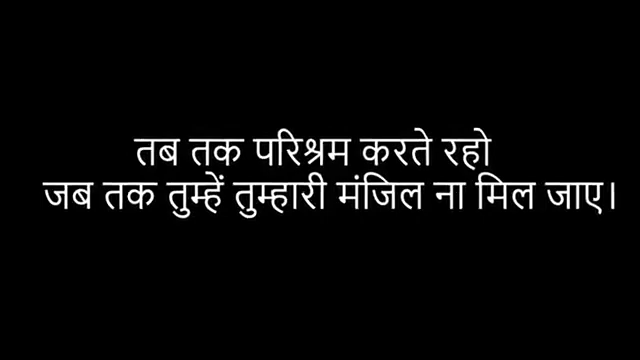 तब तक परिश्रम करते रहो
जब तक तुम्हें तुम्हारी मंजिल ना मिल जाए।